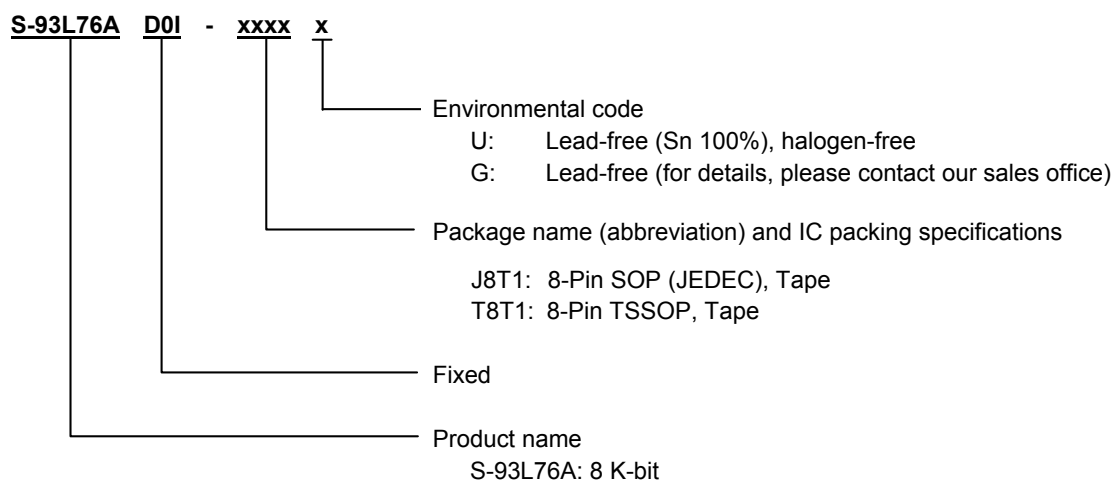 S-93L76A D0I - xxxx x
Environmental code
U: Lead-free (Sn 100%), halogen-free
G: Lead-free (for details, please contact our sales office)
Package name (abbreviation) and IC packing specifications
J8T1: 8-Pin SOP (JEDEC), Tape
T8T1: 8-Pin TSSOP, Tape
Fixed
Product name
S-93L76A: 8 K-bit